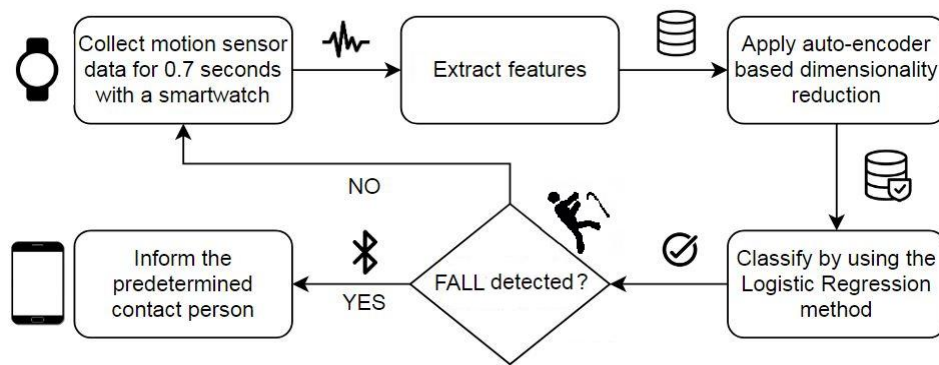 Collect motion sensor
data for 0.7 seconds
with a smartwatch
Extract features
Apply auto-encoder
based dimensionality
reduction
NO
Inform the
predetermined
contact person
YES
FALL detected?
Classify by using the
Logistic Regression
method